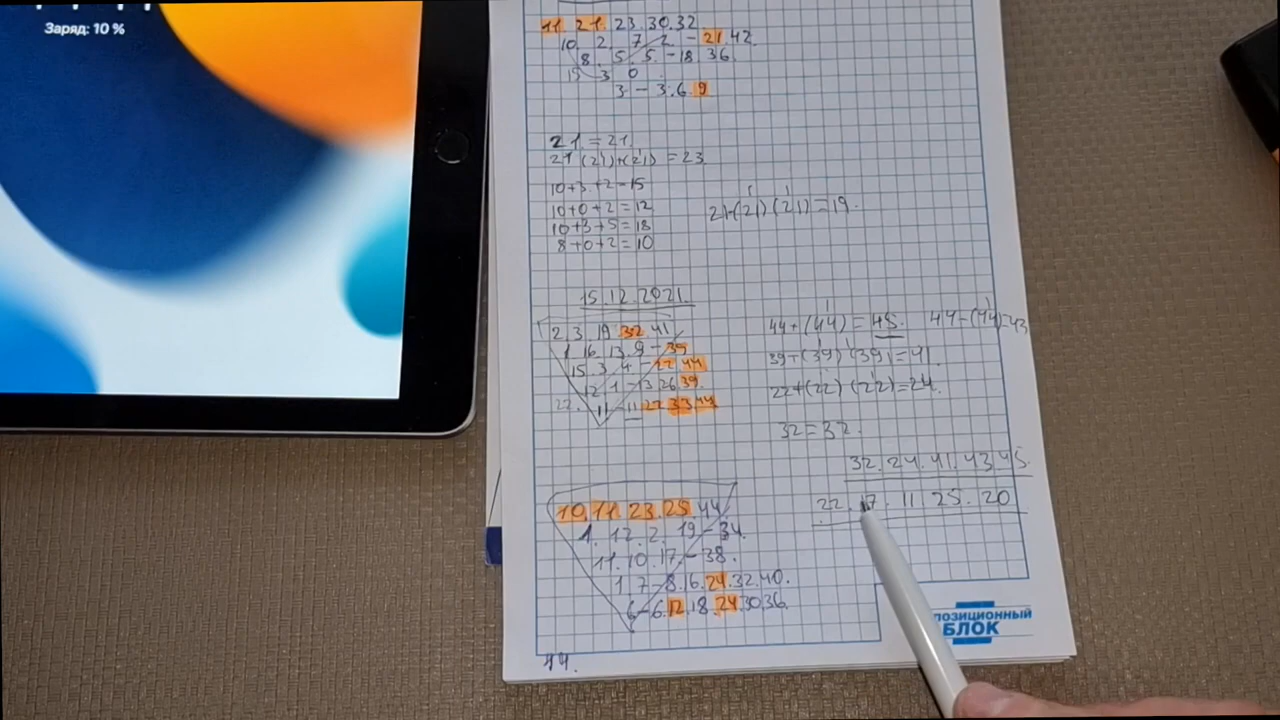 Заряд: 10 %
11. 21. 23. 30. 32.
10. 2. 7 2 - 21. 42.
8. 5. 5. - 18. 36.
15 3 0
3 - 3. 6. 9
21 = 21.
21 (21)+(21) = 23
10+3+2=15
10+0+2=12
10+3+5=18
8+0+2=10
21-(21) (21) = 19.
15.12.2021.
2. 3. 19. 32. 41
1. 16. 13. 9 - 39
15. 3. 4. - 22 44
12. 1 - 13. 26. 39.
22. 11 - 11 22 33 44
44+(44) = 45. 44-(44)=43
39+(39) (39)=41.
22+(22) (22)=24.
32=32.
32. 24. 41. 43. 45.
22. 17. 11. 25. 20
10. 11. 23. 25. 44
1. 12. 2. 19 - 34.
11. 10. 17. - 38.
1. 7 - 8. 16. 24. 32. 40.
6 - 6. 12. 18. 24. 30. 36.
44.
ПОЗИЦИОННЫЙ
БЛОК